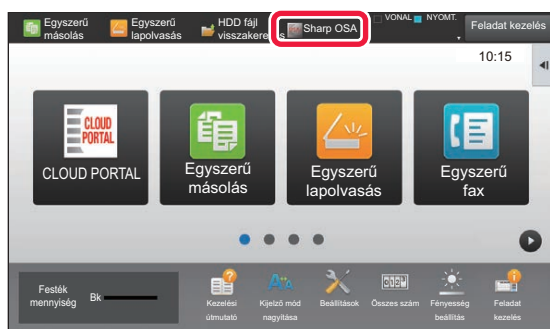 Egyszerű
másolás
Egyszerű
lapolvasás
HDD fájl
visszakere s
Sharp OSA
VONAL
NYOMT.
Feladat kezelés
10:15
CLOUD
PORTAL
CLOUD PORTAL
Egyszerű
másolás
Egyszerű
lapolvasás
Egyszerű
fax
Festék
mennyiség
Bk
Kezelési
útmutató
Kijelző mód
nagyítása
Beállítások
Összes szám
Fényesség
beállítás
Feladat
kezelés